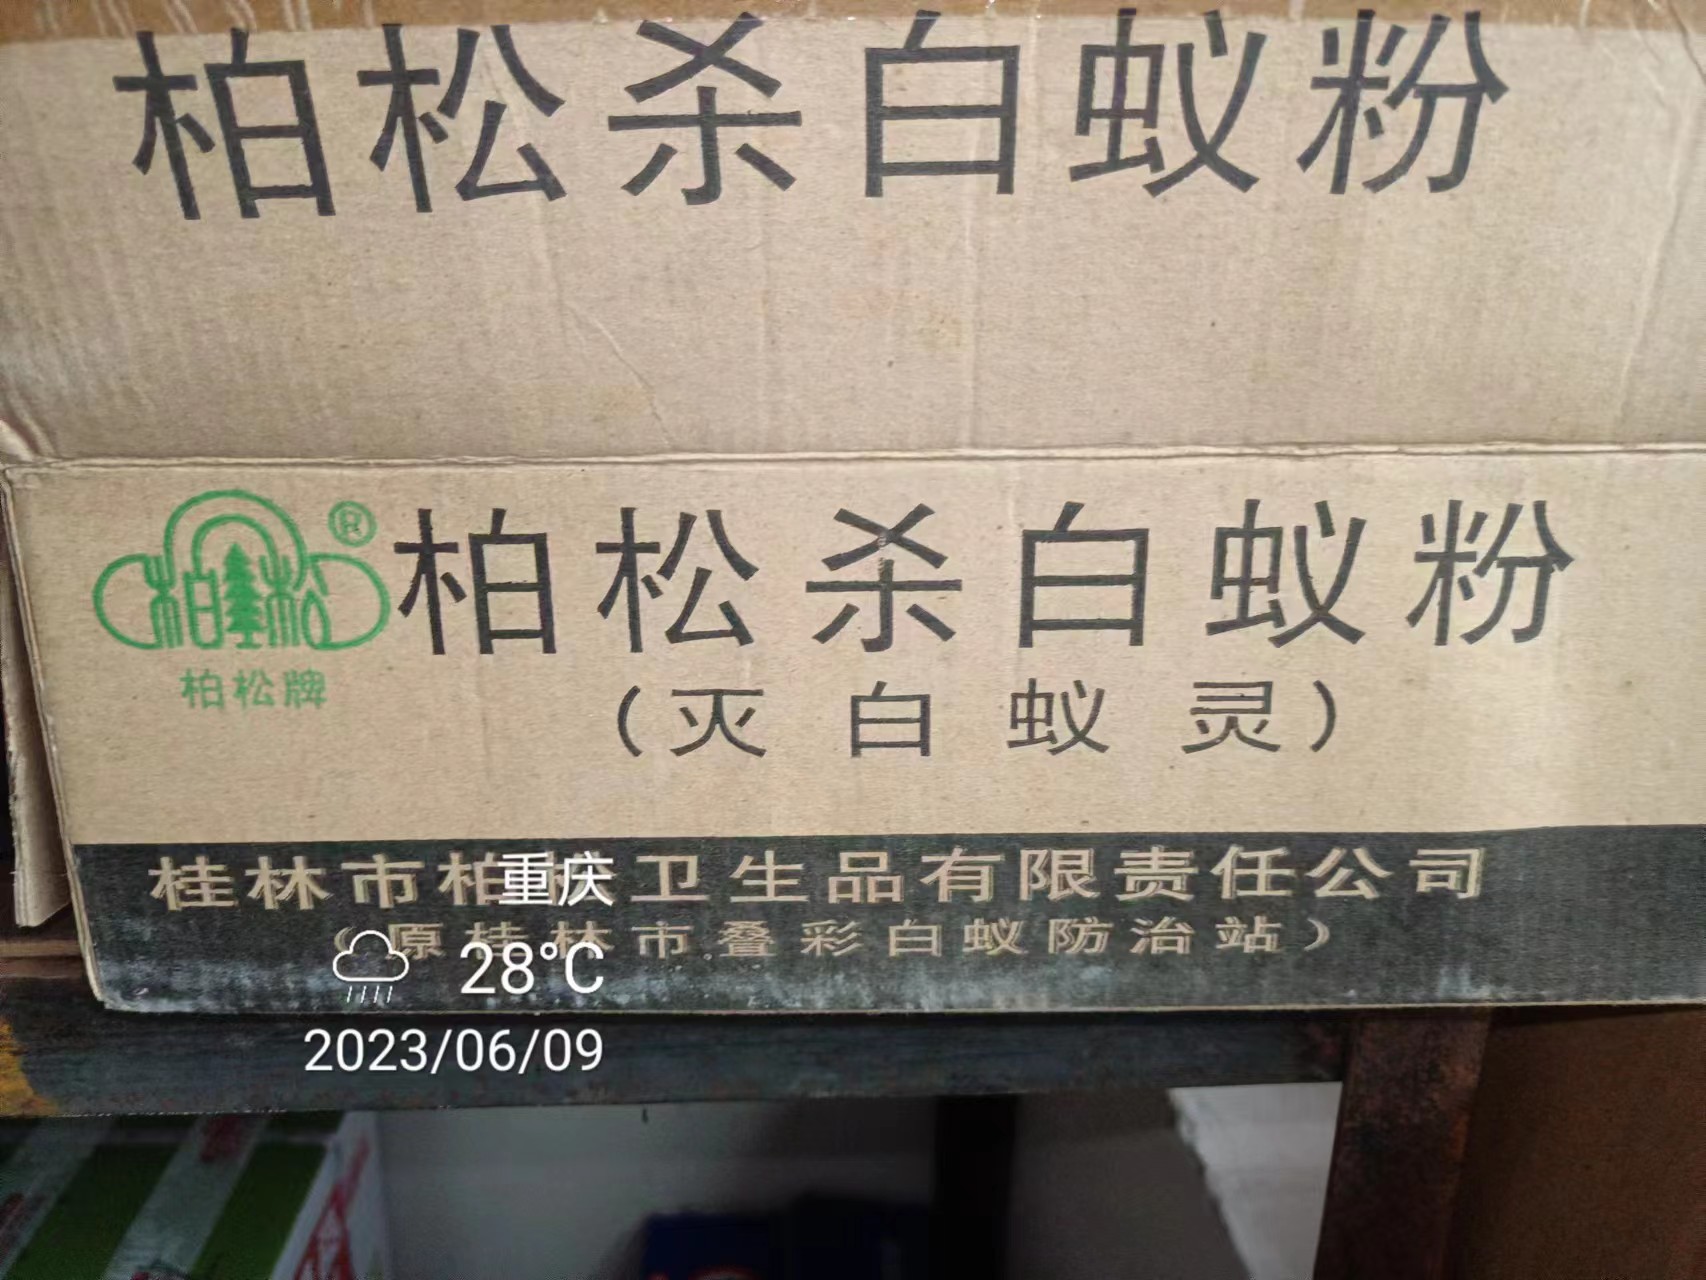 柏松杀白蚁粉
柏松
®
柏松杀白蚁粉
柏松牌
(灭白蚁灵)
桂林市柏
卫生品有限责任公司
重庆
(原桂林市叠彩白蚁防治站)
28°C
2023/06/09